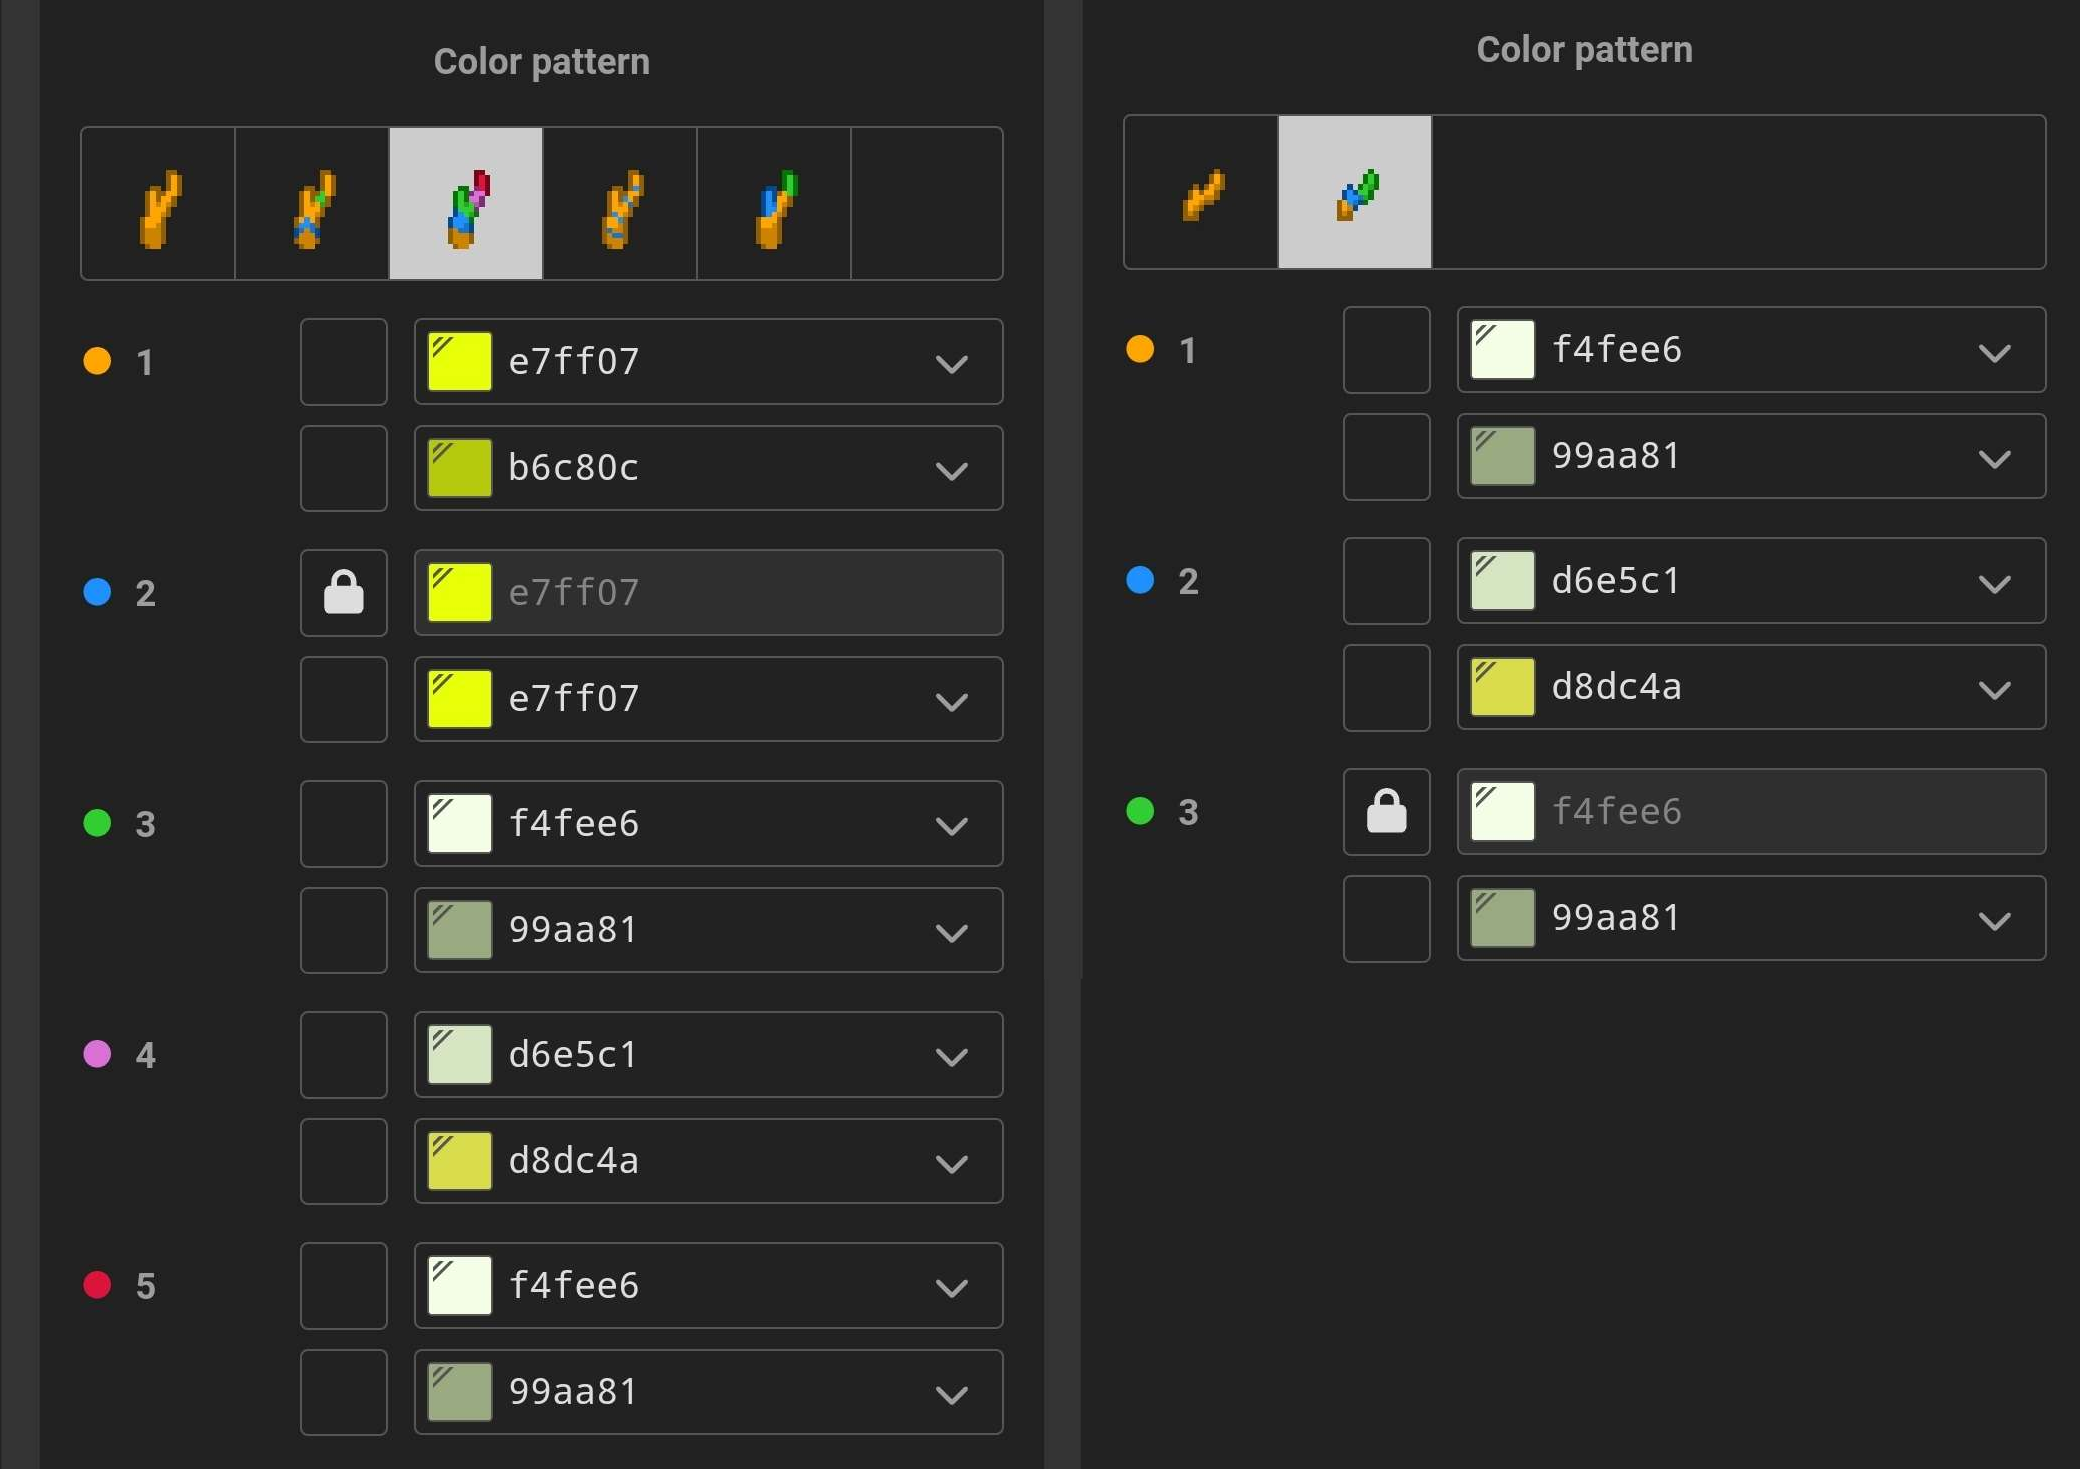 Color pattern
1 e7ff07
b6c80c
2 e7ff07
e7ff07
3 f4fee6
99aa81
4 d6e5c1
d8dc4a
5 f4fee6
99aa81
Color pattern
1 f4fee6
99aa81
2 d6e5c1
d8dc4a
3 f4fee6
99aa81